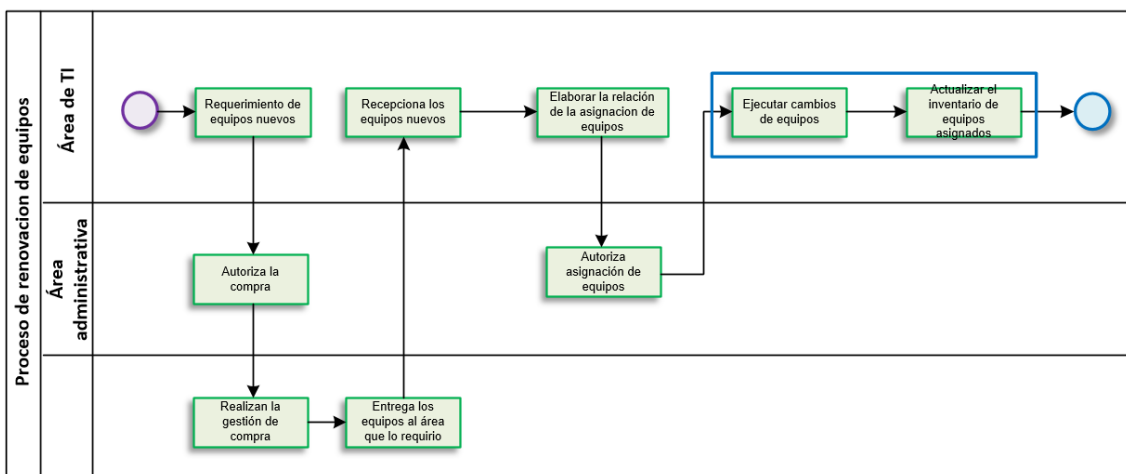 Proceso de renovacion de equipos
Área de TI
Requerimiento de
equipos nuevos
Recepciona los
equipos nuevos
Elaborar la relación
de la asignacion de
equipos
Ejecutar cambios
de equipos
Actualizar el
inventario de
equipos
asignados
Área
administrativa
Autoriza la
compra
Autoriza
asignación de
equipos
Realizan la
gestión de
compra
Entrega los
equipos al área
que lo requirio